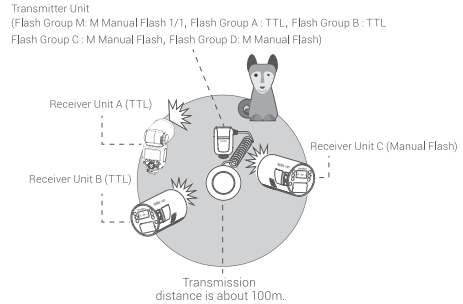 Transmitter Unit
(Flash Group M: M Manual Flash 1/1, Flash Group A : TTL, Flash Group B : TTL
Flash Group C : M Manual Flash, Flash Group D: M Manual Flash)
Receiver Unit A (TTL)
Receiver Unit C (Manual Flash)
Receiver Unit B (TTL)
Transmission
distance is about 100m.